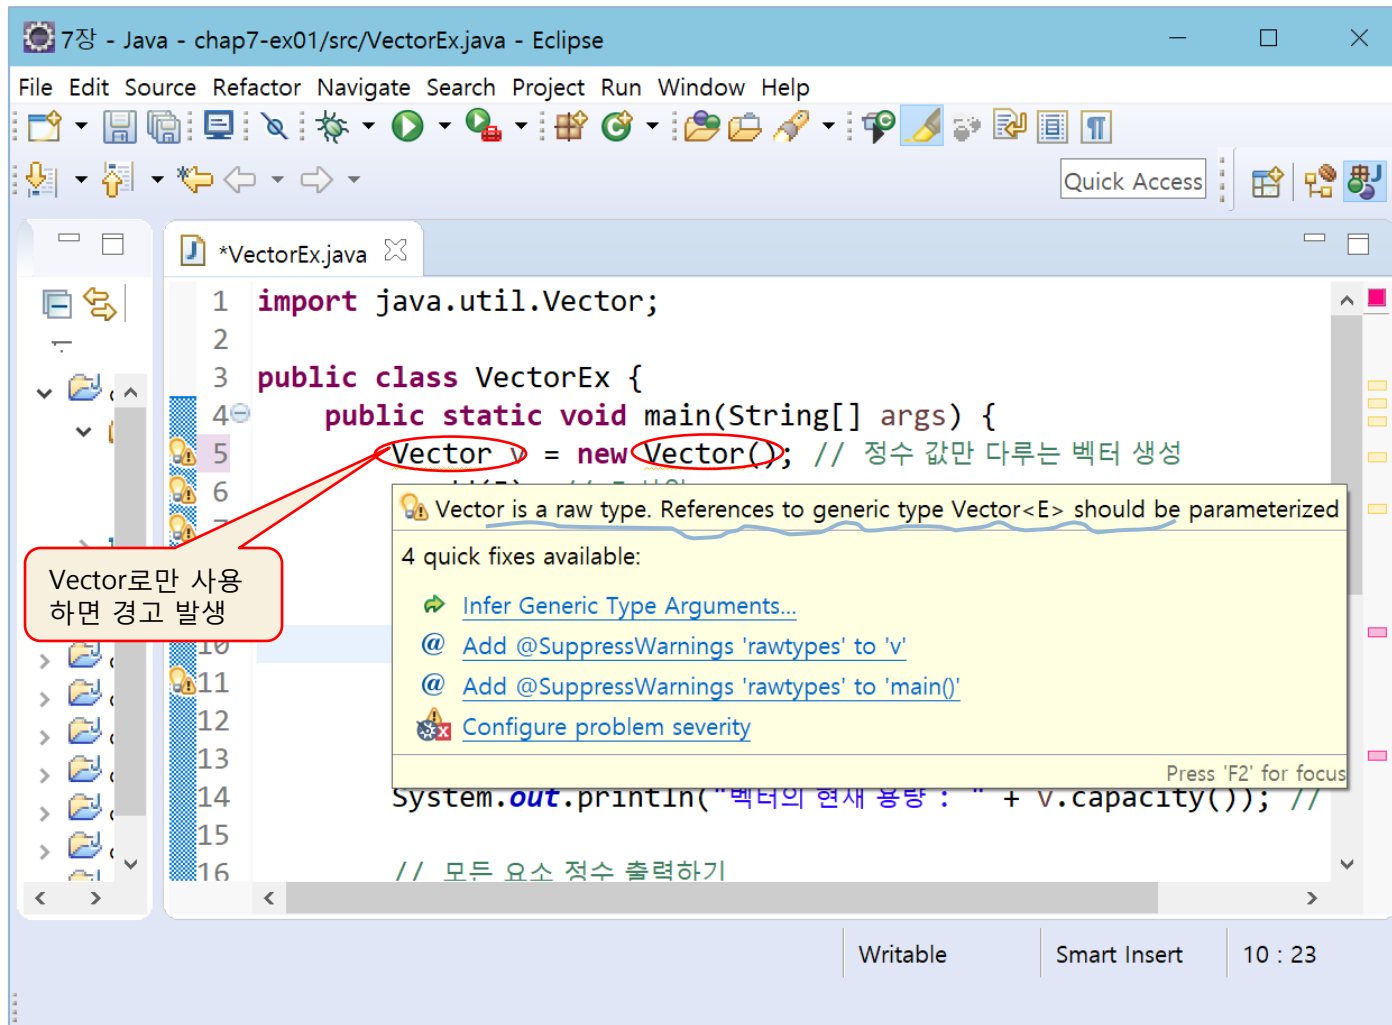 7장 - Java - chap7-ex01/src/VectorEx.java - Eclipse
File Edit Source Refactor Navigate Search Project Run Window Help
Quick Access
*VectorEx.java
1 import java.util.Vector;
2
3 public class VectorEx {
4 public static void main(String[] args) {
5 Vector v = new Vector(); // 정수 값만 다루는 벡터 생성
6
Vector is a raw type. References to generic type Vector<E> should be parameterized
4 quick fixes available:
Vector로만 사용
하면 경고 발생
Infer Generic Type Arguments...
10
@ Add @SuppressWarnings 'rawtypes' to 'v'
11
@ Add @SuppressWarnings 'rawtypes' to 'main()'
12
Configure problem severity
13
Press 'F2' for focus
14 System.out.println("벡터의 현재 용량 : " + v.capacity()); //
15
16 // 모든 요소 정수 출력하기
Writable Smart Insert 10 : 23